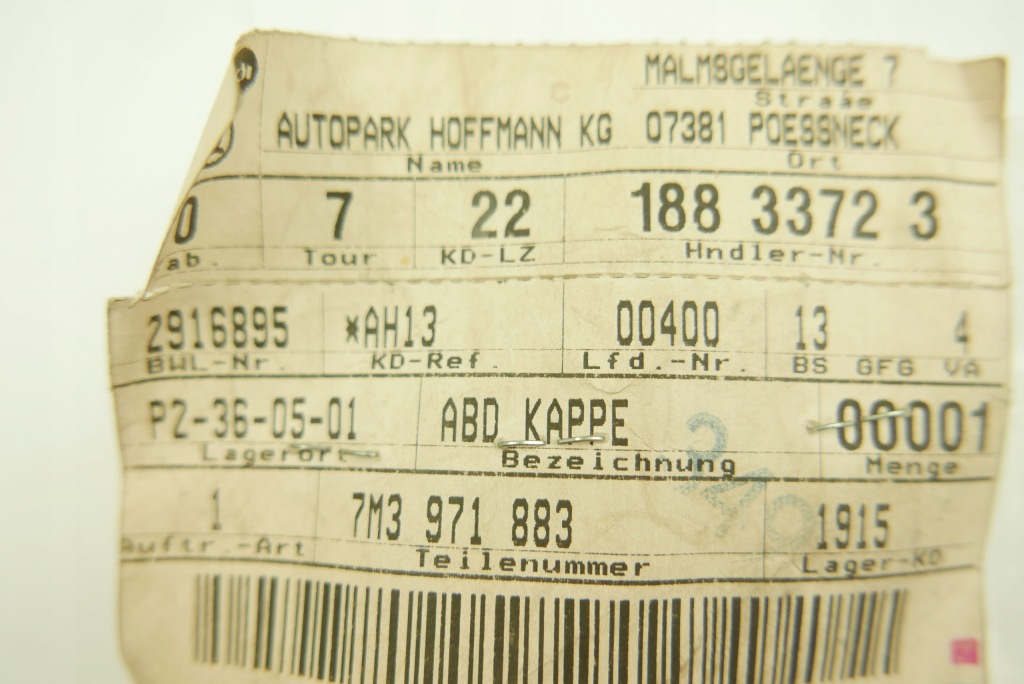 MALMSGELAENGE 7
Straße
AUTOPARK HOFFMANN KG 07381 POESSNECK
Name Ort
0 7 22 188 3372 3
ab. Tour KD-LZ Hndler-Nr.
2916895 *AH13 00400 13 4
BWL-Nr. KD-Ref. Lfd.-Nr. BS GFG VA
P2-36-05-01 ABD KAPPE 00001
Lagerort Bezeichnung Menge
1 7M3 971 883 1915
Auftr.-Art Teilenummer Lager-KD